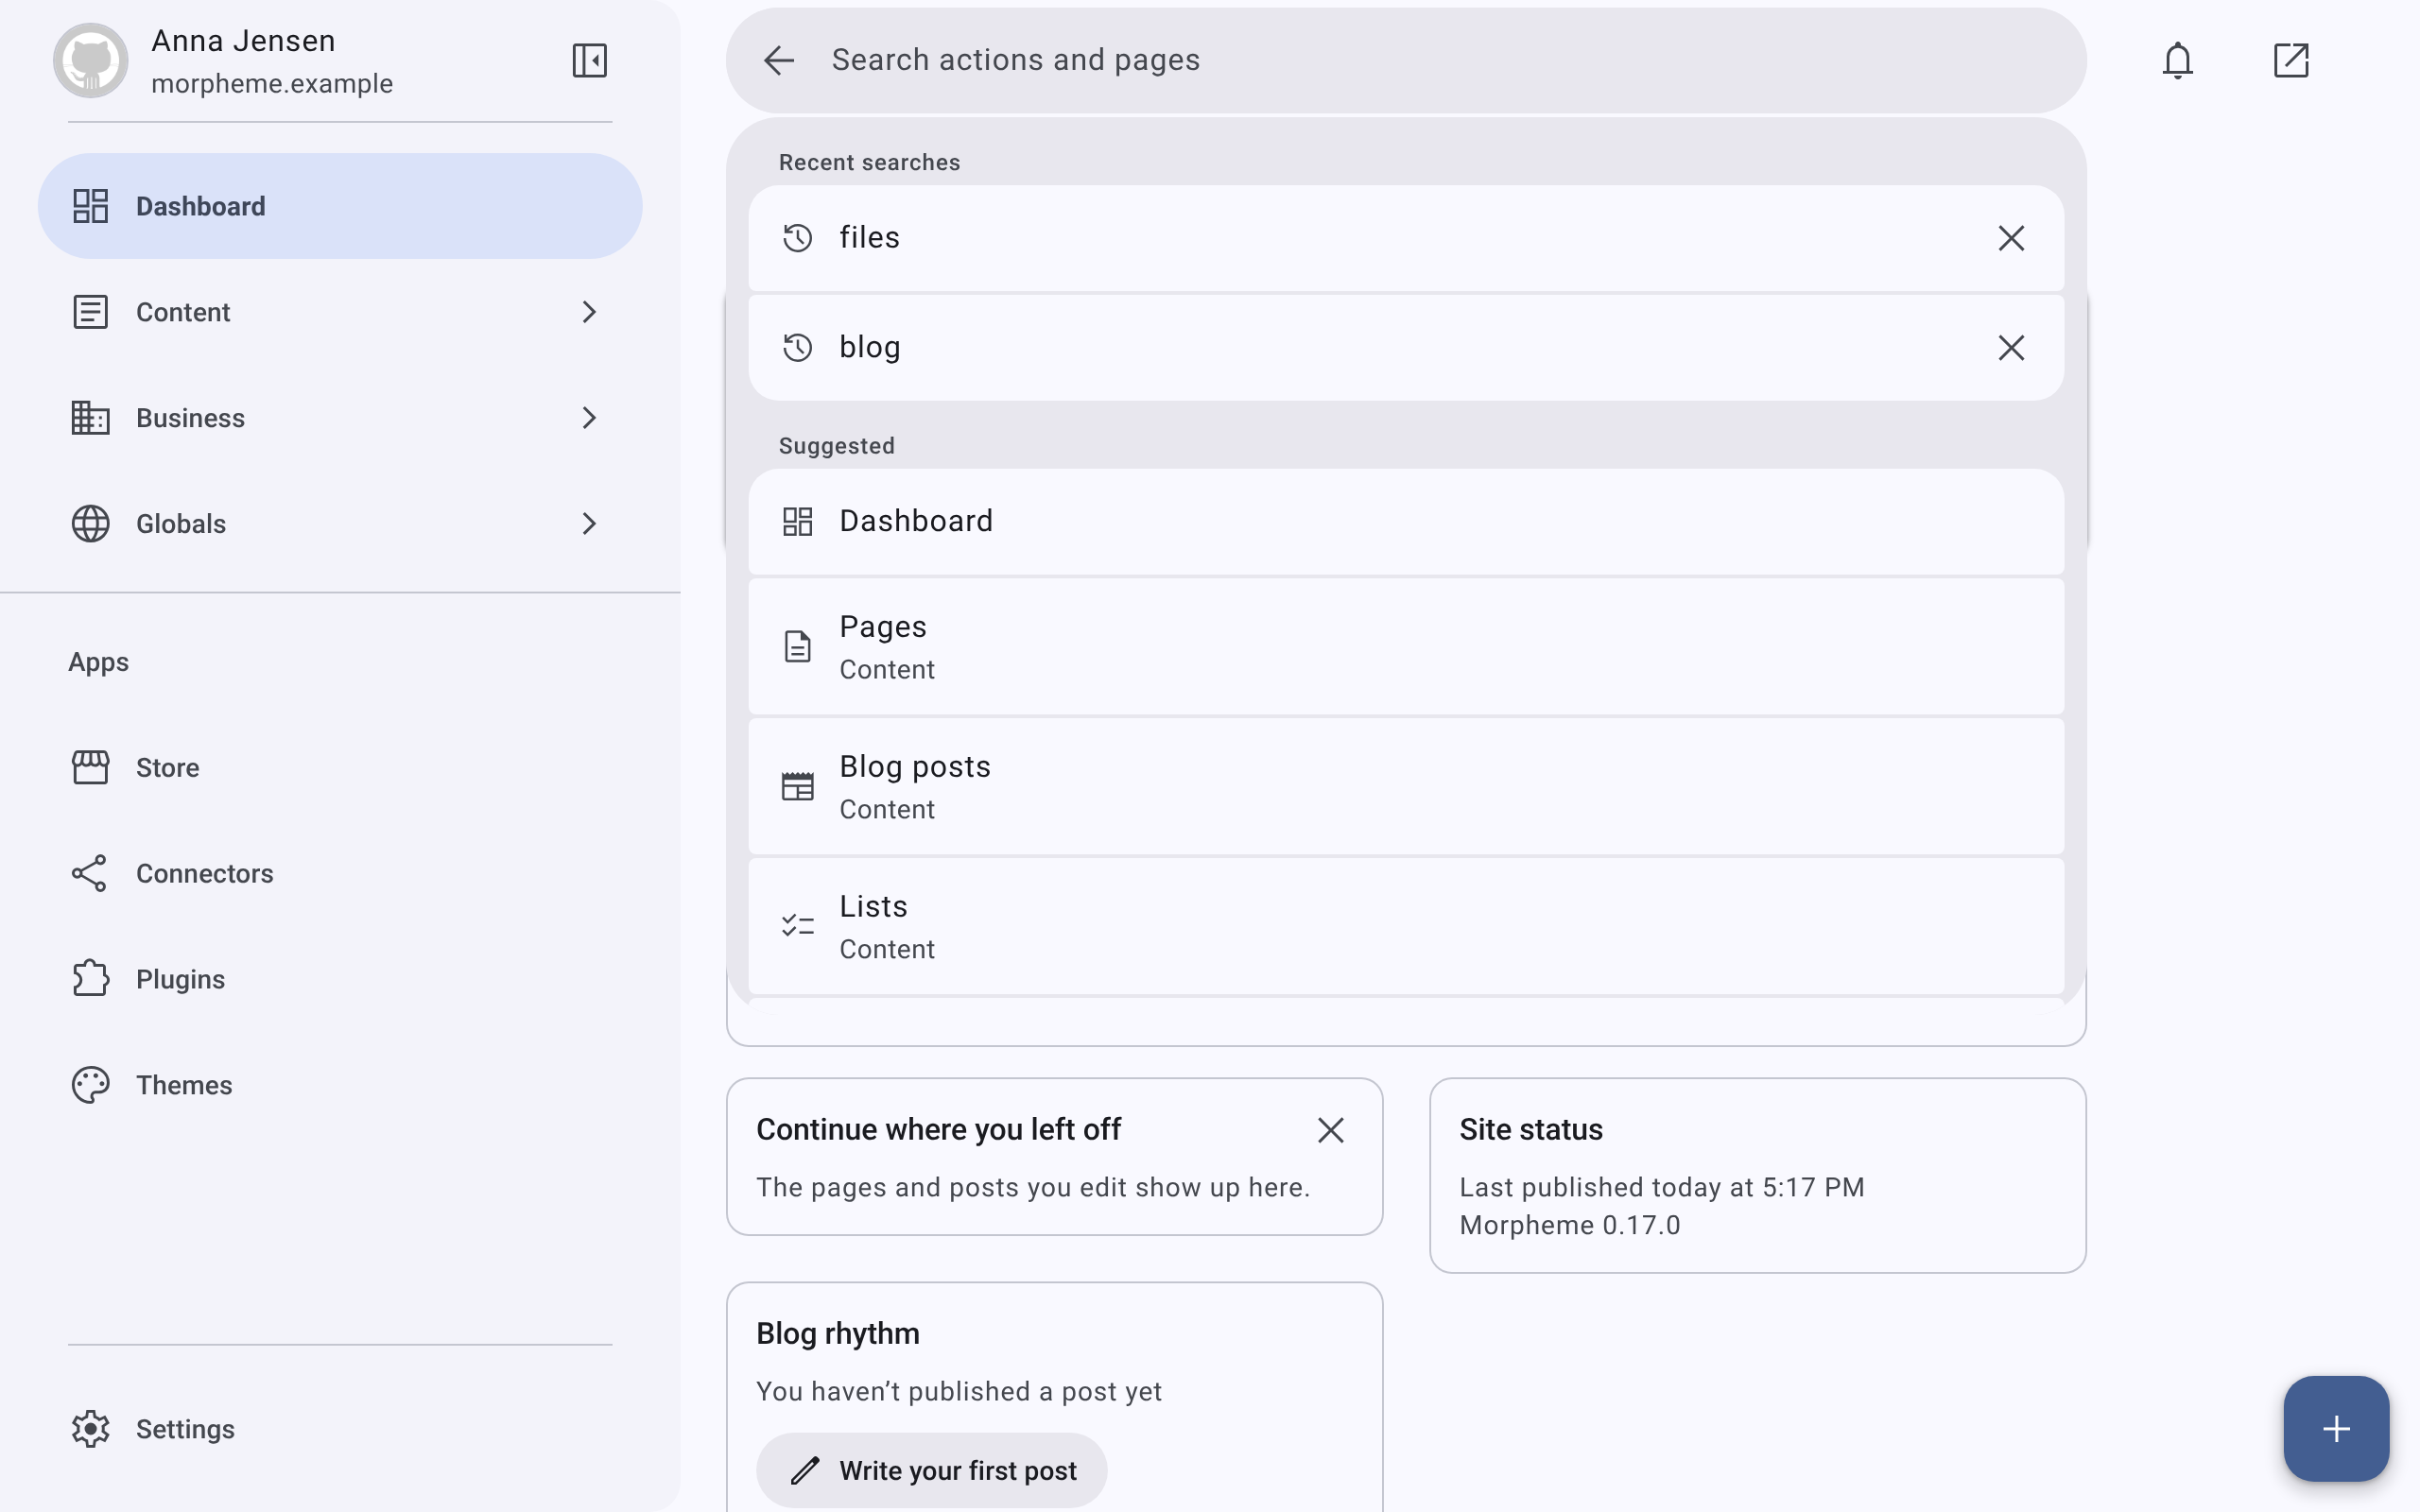 Anna Jensen
morpheme.example
Dashboard
Content
Business
Globals
Apps
Store
Connectors
Plugins
Themes
Settings
Search actions and pages
Recent searches
files
blog
Suggested
Dashboard
Pages
Content
Blog posts
Content
Lists
Content
Continue where you left off
The pages and posts you edit show up here.
Site status
Last published today at 5:17 PM
Morpheme 0.17.0
Blog rhythm
You haven’t published a post yet
Write your first post